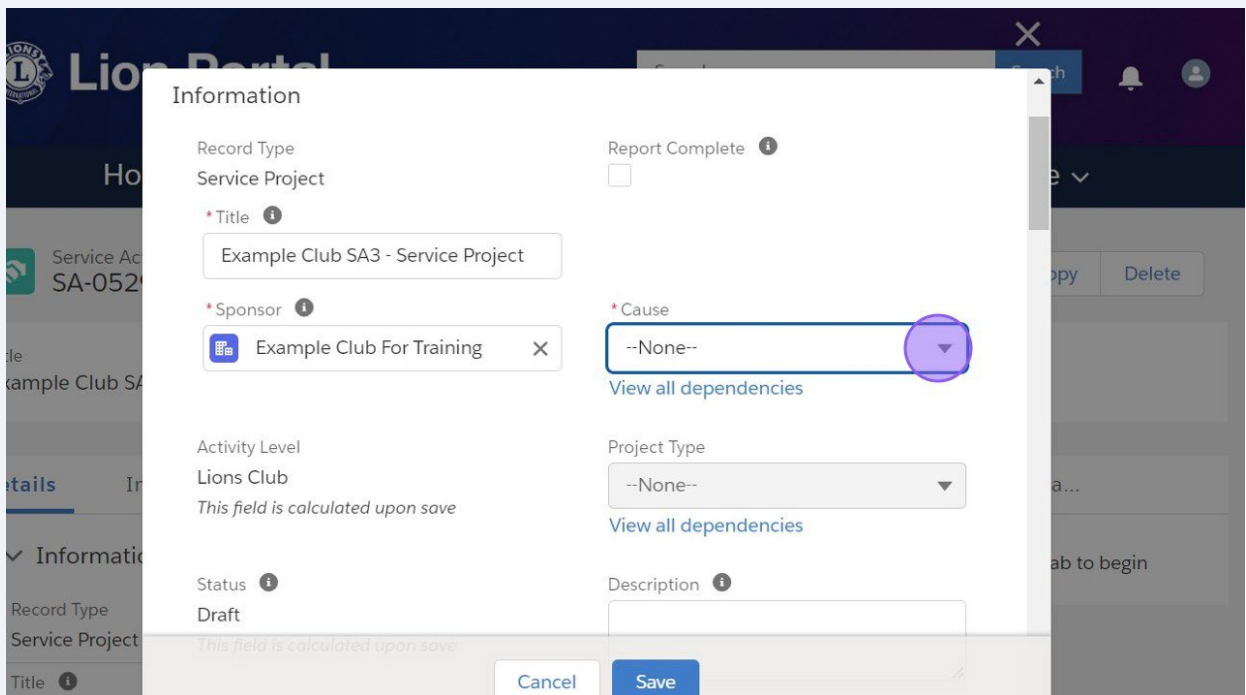 LIONS
L
INTERNATIONAL
Lion Portal
Search
Ho
e
Service Ac
SA-052
opy
Delete
tle
xample Club SA
etails
In
a...
Informatio
ab to begin
Record Type
Service Project
Title
Information
Record Type
Service Project
Report Complete
*Title
Example Club SA3 - Service Project
*Sponsor
Example Club For Training
*Cause
--None--
View all dependencies
Activity Level
Lions Club
This field is calculated upon save
Project Type
--None--
View all dependencies
Status
Draft
This field is calculated upon save
Description
Cancel
Save